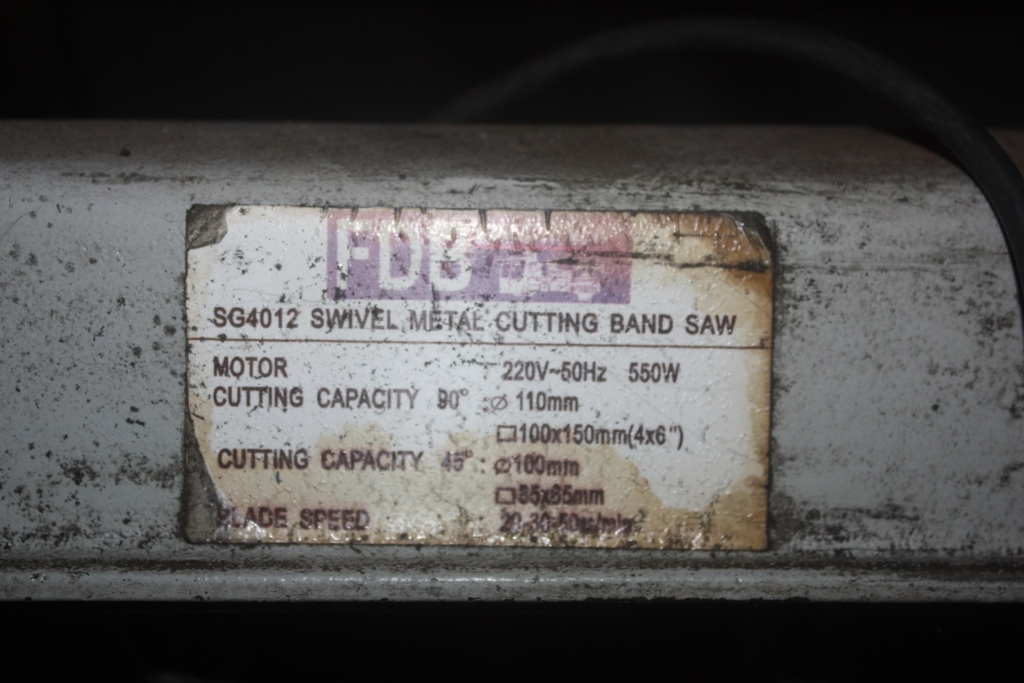 FDB
SG4012 SWIVEL METAL CUTTING BAND SAW
MOTOR 220V~50Hz 550W
CUTTING CAPACITY 90° : ⌀ 110mm
□100x150mm(4x6")
CUTTING CAPACITY 45° : ⌀100mm
□85x85mm
BLADE SPEED :